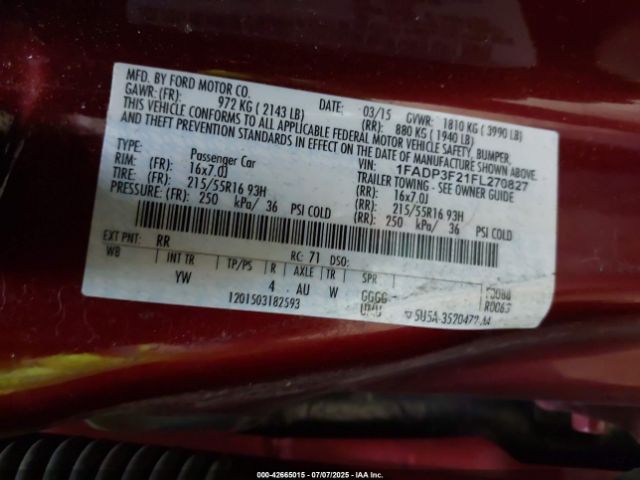 MFD. BY FORD MOTOR CO.
DATE: 03/15 GVWR: 1810 KG ( 3990 LB)
GAWR: (FR): 972 KG ( 2143 LB) (RR): 880 KG ( 1940 LB)
THIS VEHICLE CONFORMS TO ALL APPLICABLE FEDERAL MOTOR VEHICLE SAFETY, BUMPER,
AND THEFT PREVENTION STANDARDS IN EFFECT ON THE DATE OF MANUFACTURE SHOWN ABOVE.
VIN: 1FADP3F21FL270827
TYPE: Passenger Car TRAILER TOWING - SEE OWNER GUIDE
RIM: (FR): 16x7.0J (RR): 16x7.0J
TIRE: (FR): 215/55R16 93H (RR): 215/55R16 93H
PRESSURE: (FR): 250 kPa/ 36 PSI COLD (RR): 250 kPa/ 36 PSI COLD
EXT PNT: RR RC: 71 DSO:
WB INT TR TP/PS R AXLE TR SPR
YW 4 AU W GGGG
UMU
1201503182593